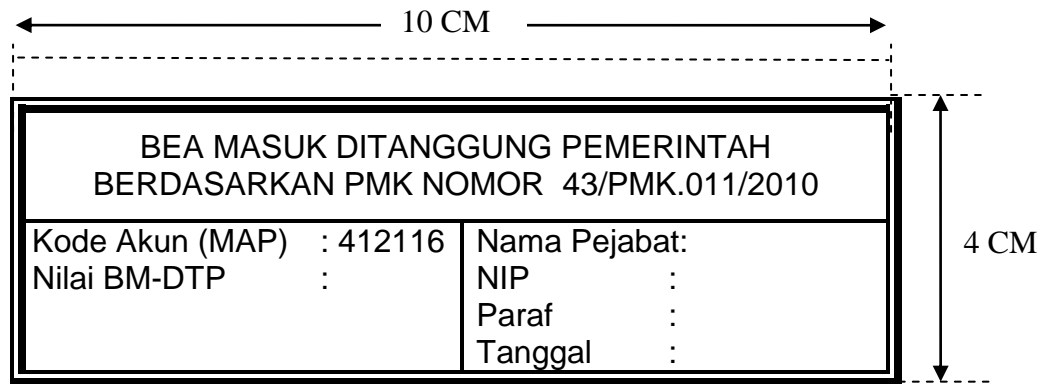 10 CM
BEA MASUK DITANGGUNG PEMERINTAH
BERDASARKAN PMK NOMOR 43/PMK.011/2010
Kode Akun (MAP) : 412116
Nilai BM-DTP :
Nama Pejabat:
NIP :
Paraf :
Tanggal :
4 CM